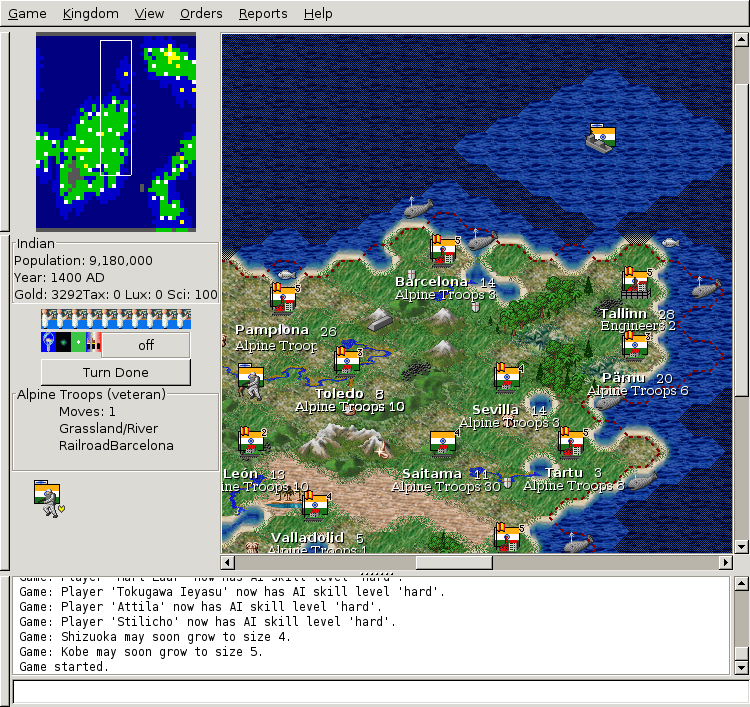 Game Kingdom View Orders Reports Help
Indian
Population: 9,180,000
Year: 1400 AD
Gold: 3292Tax: 0 Lux: 0 Sci: 100
off
Turn Done
Alpine Troops (veteran)
Moves: 1
Grassland/River
RailroadBarcelona
5
Barcelona 14
Alpine Troops 3
5
Pamplona 26
Alpine Troop
5
Tallinn 28
Engineers 2
3
Toledo 8
Alpine Troops 10
Pärnu 20
Alpine Troops 6
4
Sevilla 14
Alpine Troops 3
2
León 13
ine Troops 10
4
Saitama 11
Alpine Troops 30
5
Tartu 3
Alpine Troops 8
4
Valladolid 5
Alpine Troops 1
5
Game: Player 'Mart Laar' now has AI skill level 'hard'.
Game: Player 'Tokugawa Ieyasu' now has AI skill level 'hard'.
Game: Player 'Attila' now has AI skill level 'hard'.
Game: Player 'Stilicho' now has AI skill level 'hard'.
Game: Shizuoka may soon grow to size 4.
Game: Kobe may soon grow to size 5.
Game started.